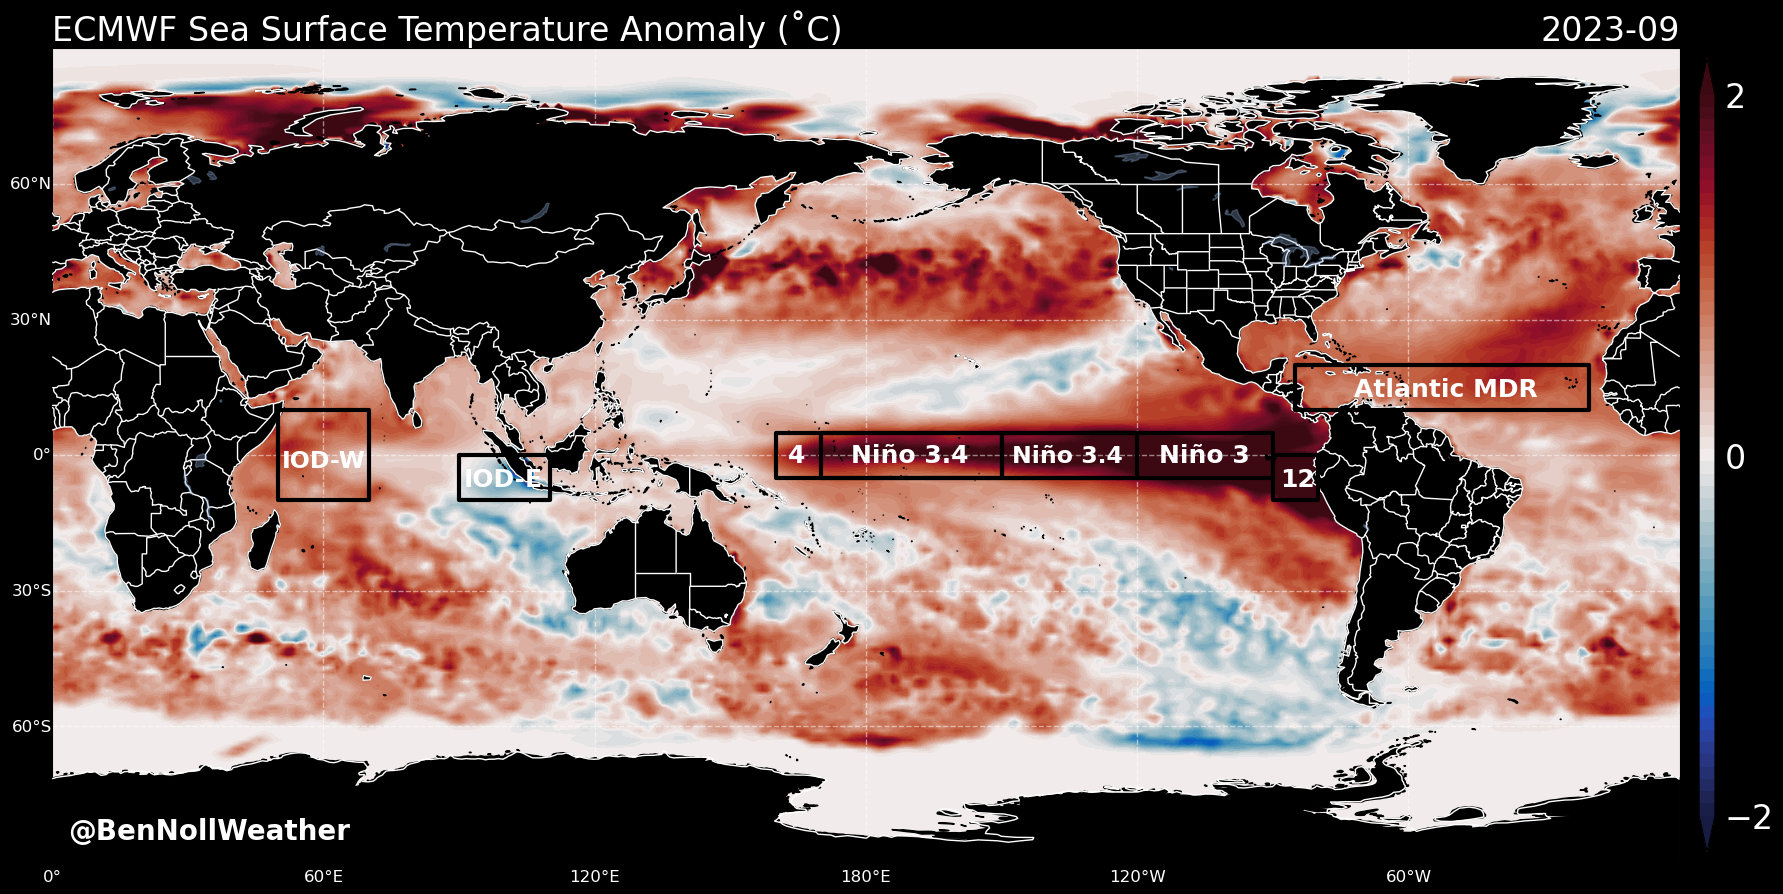 ECMWF Sea Surface Temperature Anomaly (˚C)
2023-09
2
60°N
30°N
Atlantic MDR
0°
IOD-W
IOD-E
4
Niño 3.4
Niño 3.4
Niño 3
12
0
30°S
60°S
@BenNollWeather
−2
0°
60°E
120°E
180°E
120°W
60°W